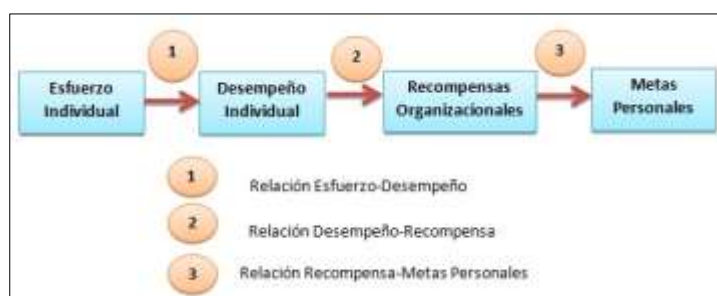 1
2
3
Esfuerzo
Individual
Desempeño
Individual
Recompensas
Organizacionales
Metas
Personales
1
Relación Esfuerzo-Desempeño
2
Relación Desempeño-Recompensa
3
Relación Recompensa-Metas Personales